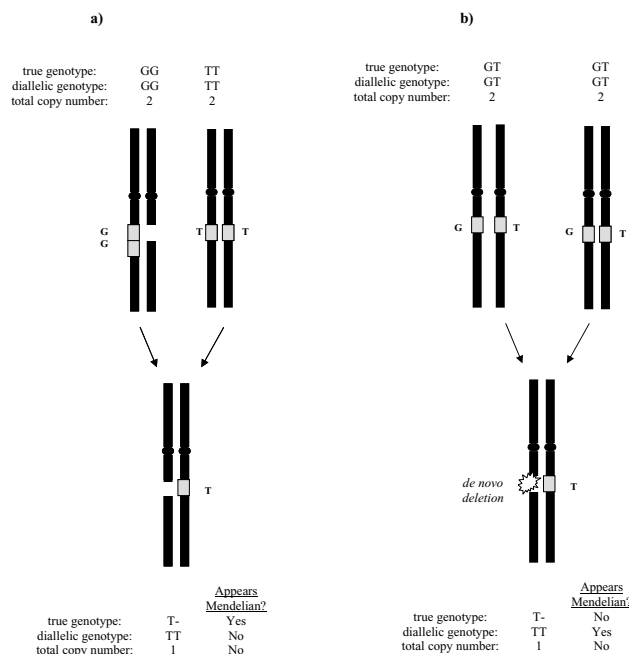 a)
true genotype: GG TT
diallelic genotype: GG TT
total copy number: 2 2
G
G
T T
T
Appears
Mendelian?
true genotype: T- Yes
diallelic genotype: TT No
total copy number: 1 No
b)
true genotype: GT GT
diallelic genotype: GT GT
total copy number: 2 2
G T G T
de novo
deletion
T
Appears
Mendelian?
true genotype: T- No
diallelic genotype: TT Yes
total copy number: 1 No